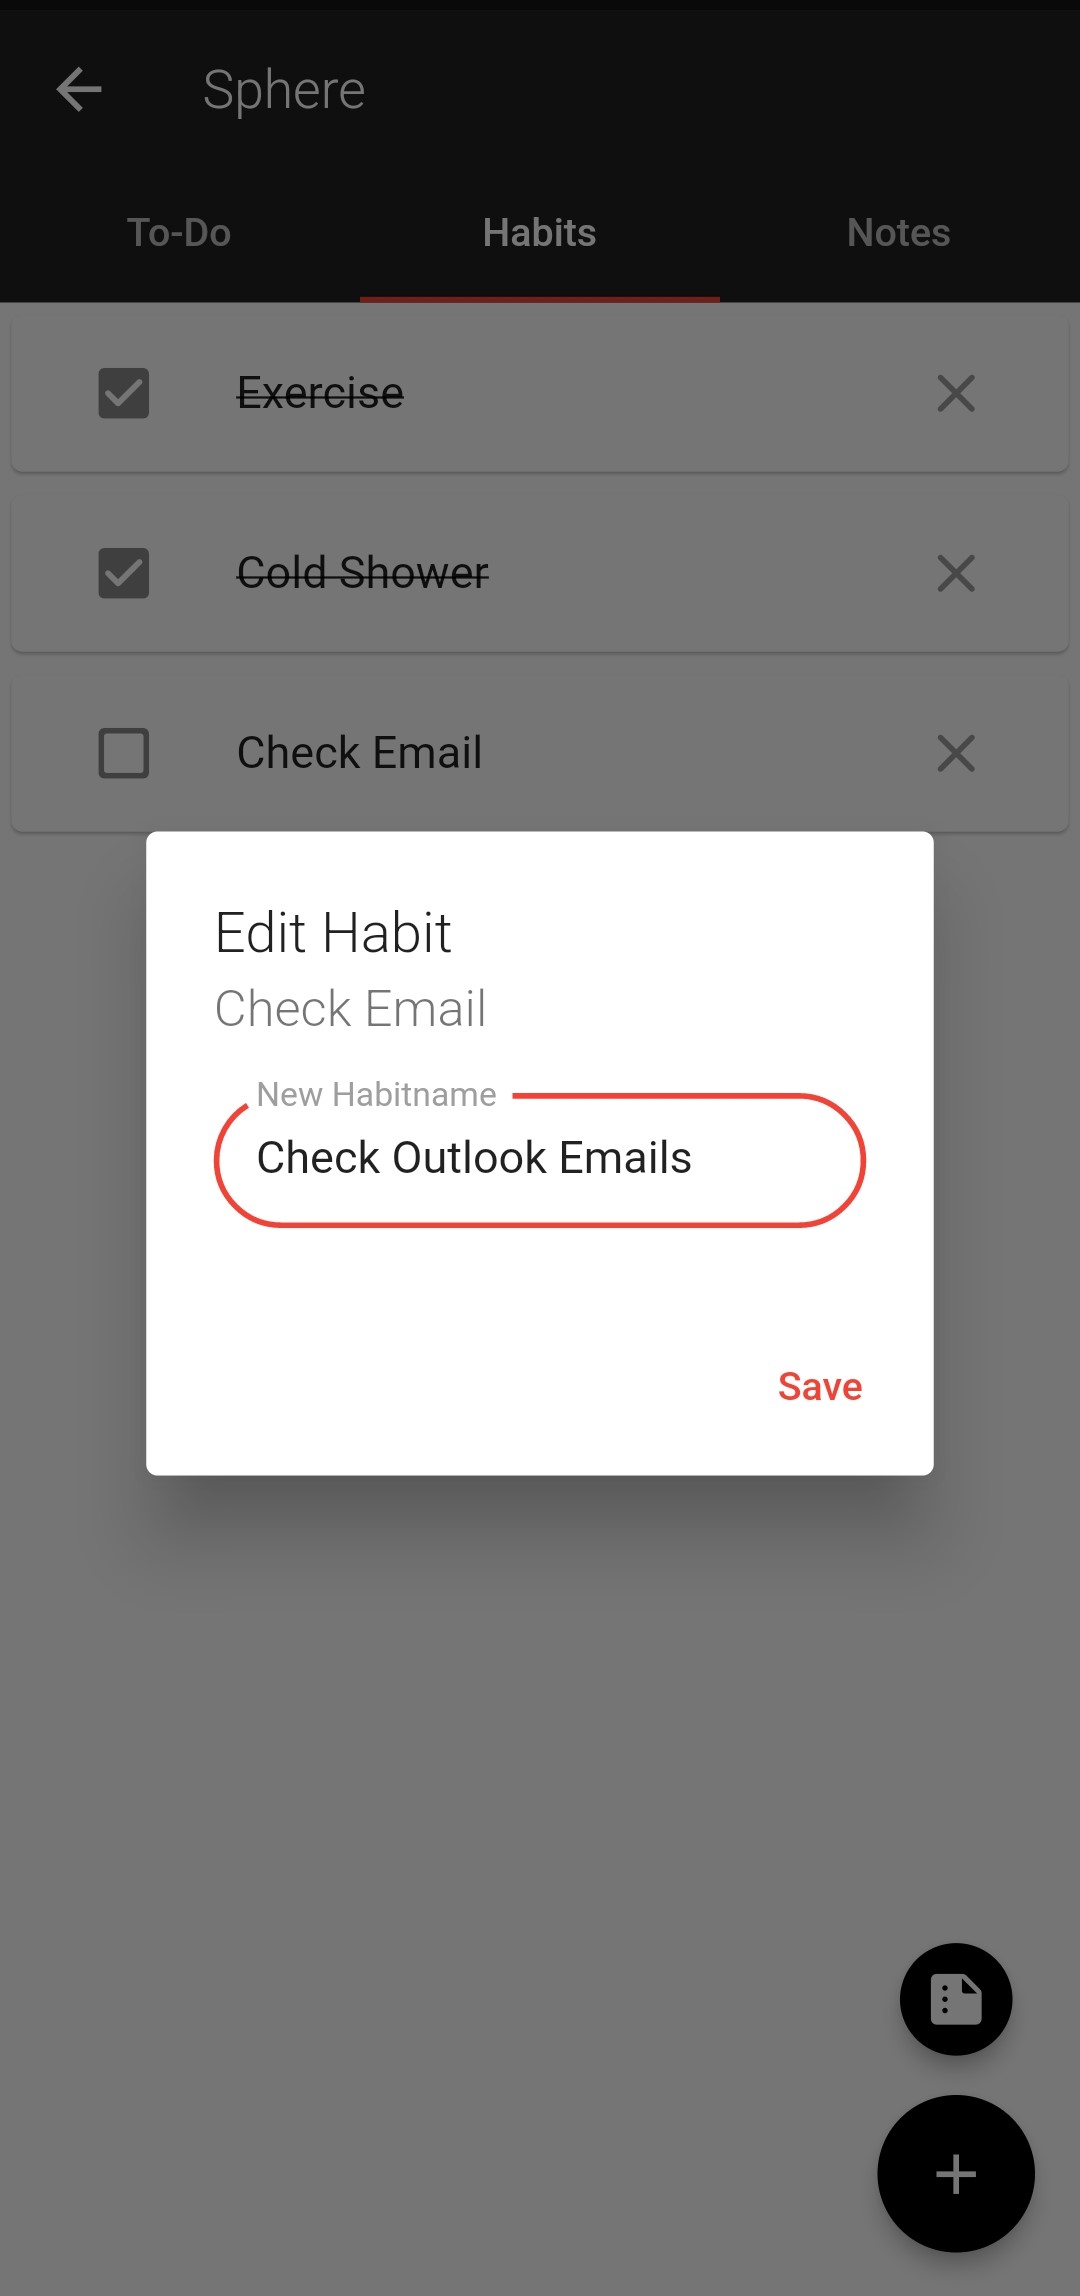 Sphere
To-Do Habits Notes
Exercise
Cold Shower
Check Email
Edit Habit
Check Email
New Habitname
Check Outlook Emails
Save